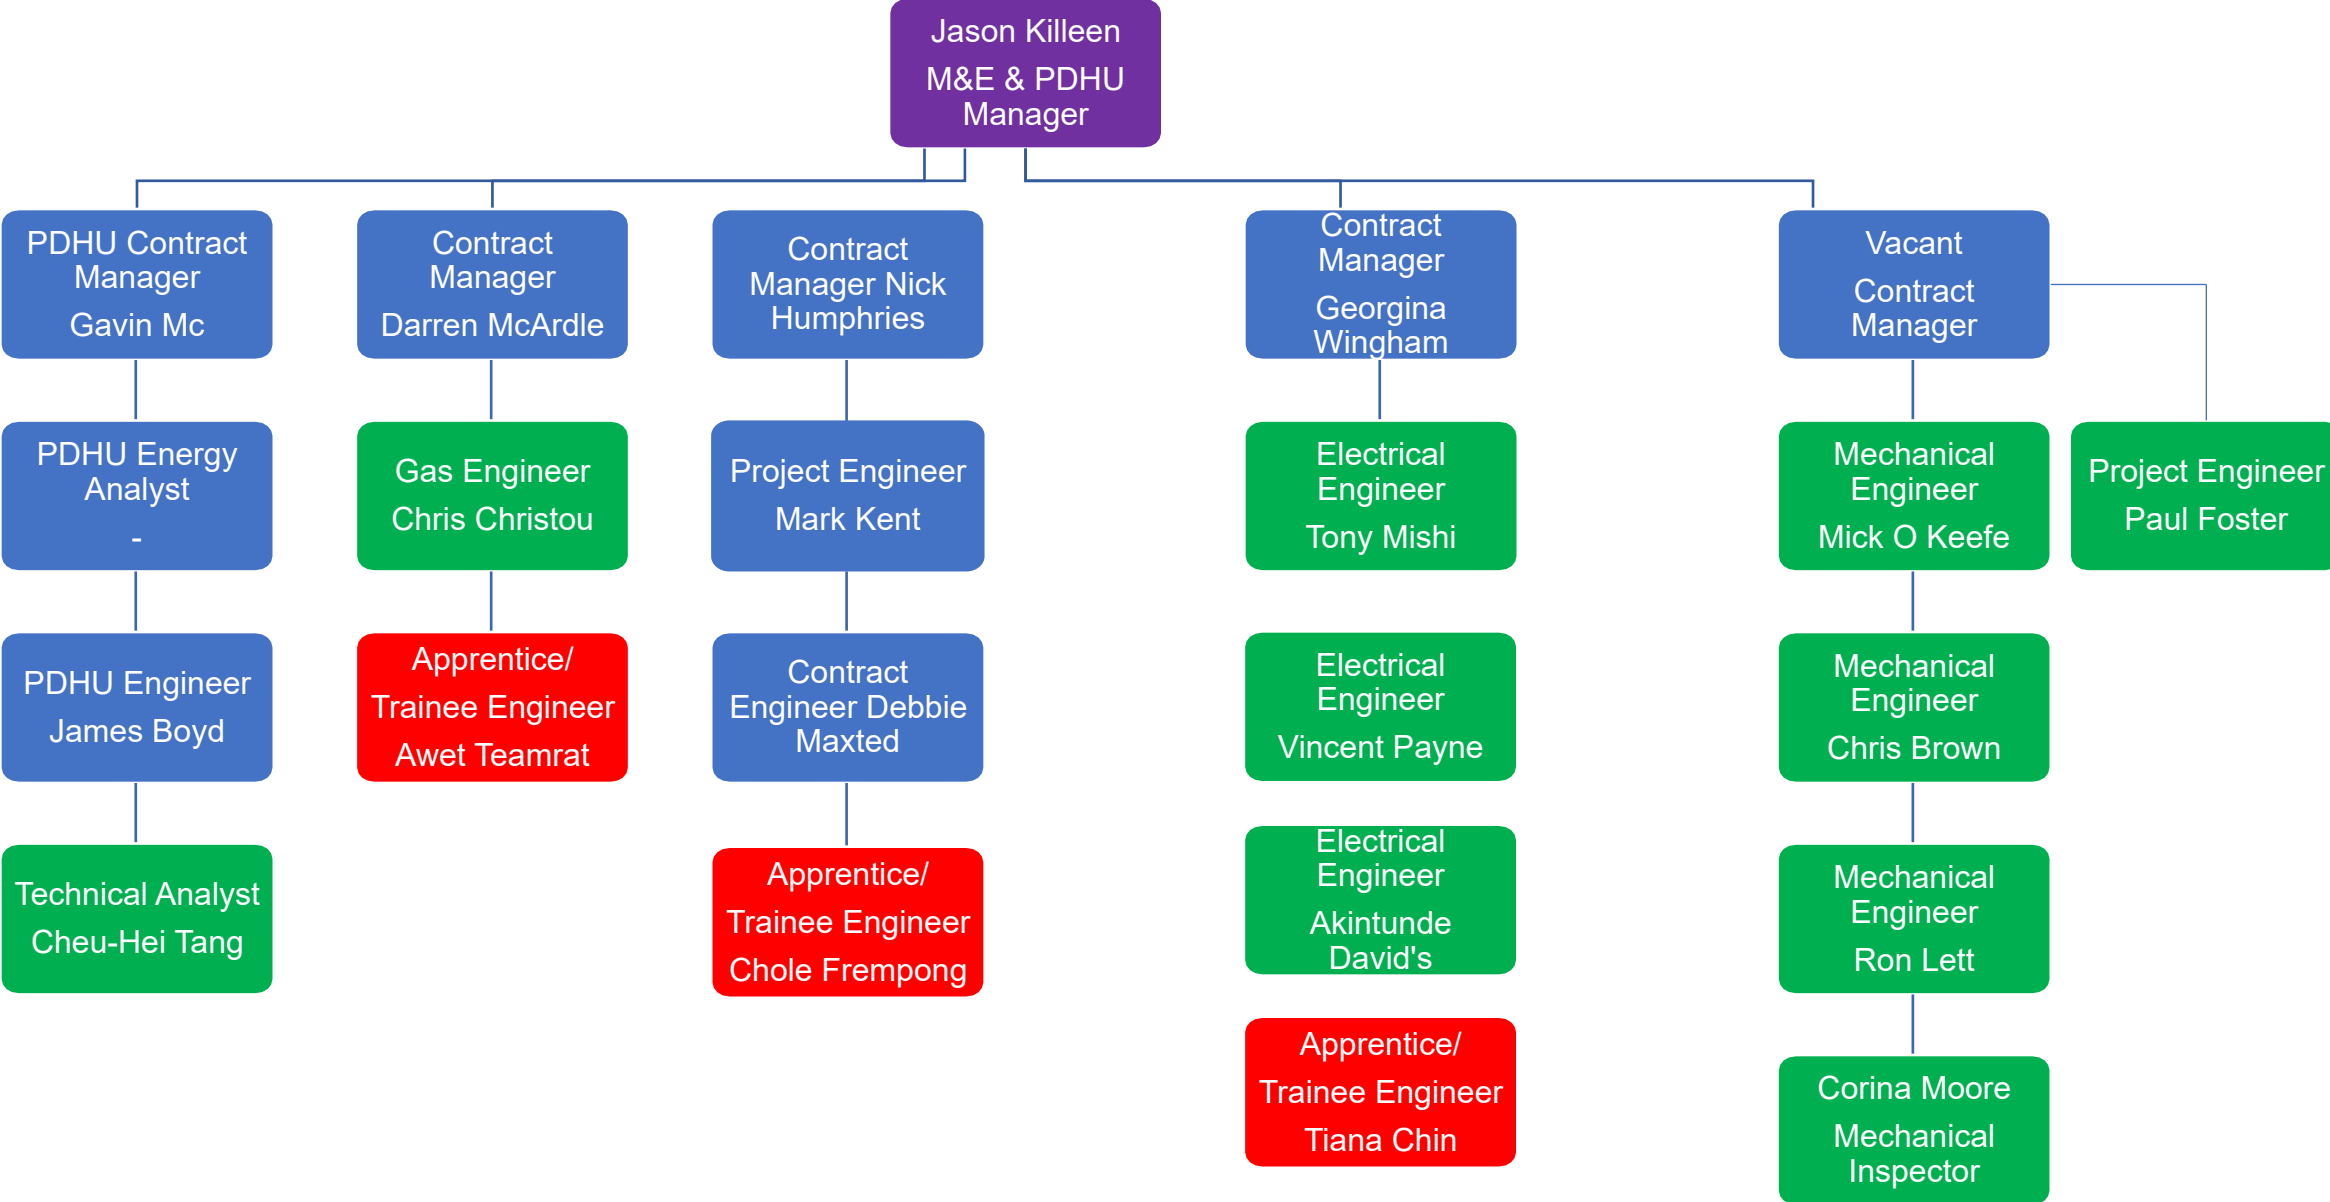 Jason Killeen
M&E & PDHU
Manager
PDHU Contract
Manager
Gavin Mc
Contract
Manager
Darren McArdle
Contract
Manager Nick
Humphries
Contract
Manager
Georgina
Wingham
Vacant
Contract
Manager
PDHU Energy
Analyst
-
Gas Engineer
Chris Christou
Project Engineer
Mark Kent
Electrical
Engineer
Tony Mishi
Mechanical
Engineer
Mick O Keefe
Project Engineer
Paul Foster
PDHU Engineer
James Boyd
Apprentice/
Trainee Engineer
Awet Teamrat
Contract
Engineer Debbie
Maxted
Electrical
Engineer
Vincent Payne
Mechanical
Engineer
Chris Brown
Technical Analyst
Cheu-Hei Tang
Apprentice/
Trainee Engineer
Chole Frempong
Electrical
Engineer
Akintunde
David's
Mechanical
Engineer
Ron Lett
Apprentice/
Trainee Engineer
Tiana Chin
Corina Moore
Mechanical
Inspector